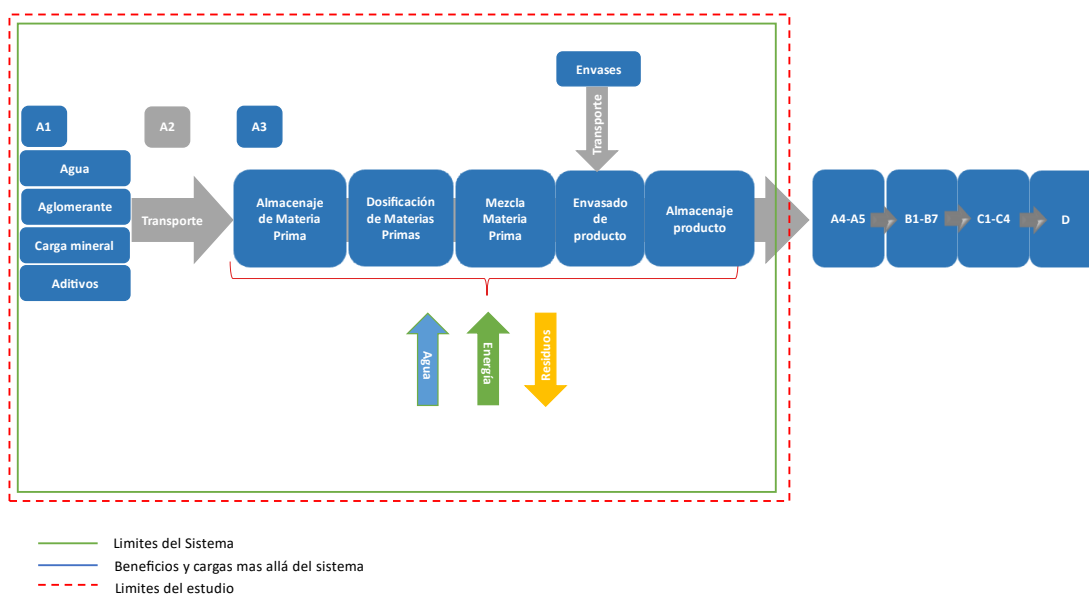 Envases
Transporte
A1
A2
A3
Agua
Aglomerante
Carga mineral
Aditivos
Transporte
Almacenaje
de Materia
Prima
Dosificación
de Materias
Primas
Mezcla
Materia
Prima
Envasado
de
producto
Almacenaje
producto
A4-A5
B1-B7
C1-C4
D
Agua
Energía
Residuos
Limites del Sistema
Beneficios y cargas mas allá del sistema
Limites del estudio